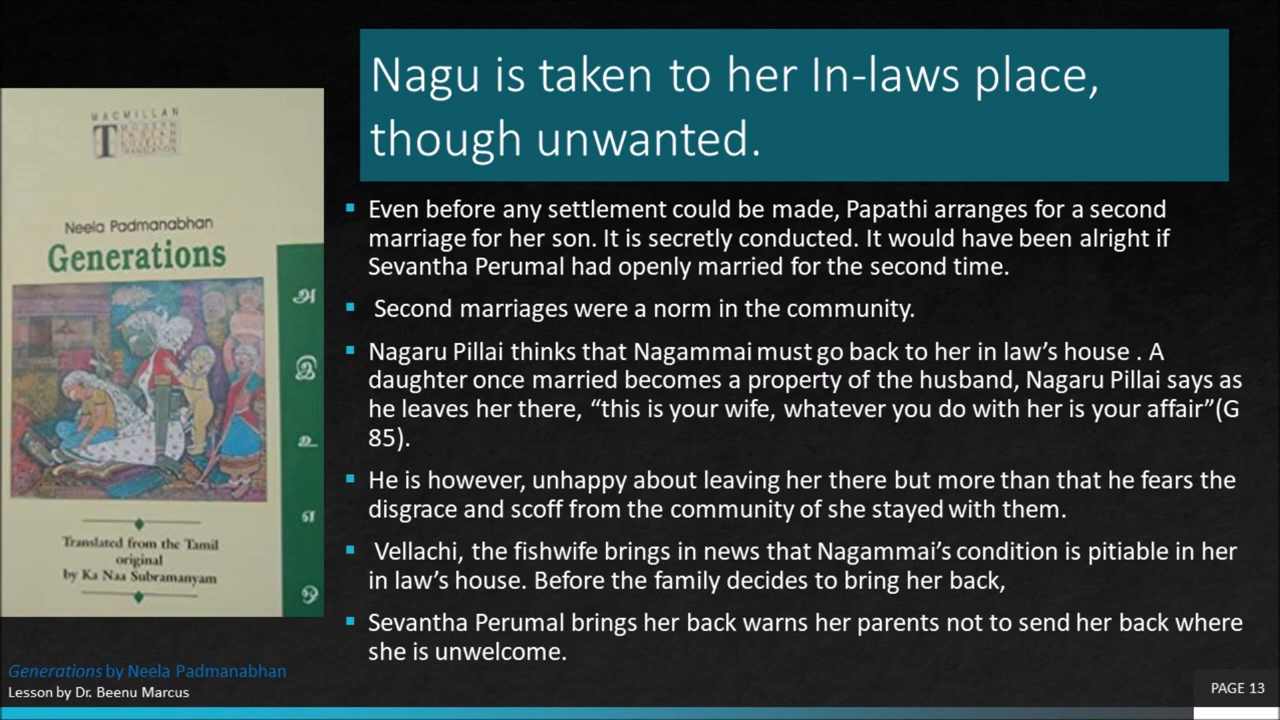 Nagu is taken to her In-laws place,
though unwanted.
MACMILLAN
MODERN
INDIAN
NOVELS IN
TRANSLATION
Neela Padmanabhan
Generations
அ
இ
உ
எ
ஒ
Translated from the Tamil
original
by Ka Naa Subramanyam
▪ Even before any settlement could be made, Papathi arranges for a second
marriage for her son. It is secretly conducted. It would have been alright if
Sevantha Perumal had openly married for the second time.
▪ Second marriages were a norm in the community.
▪ Nagaru Pillai thinks that Nagammai must go back to her in law’s house . A
daughter once married becomes a property of the husband, Nagaru Pillai says as
he leaves her there, “this is your wife, whatever you do with her is your affair”(G
85).
▪ He is however, unhappy about leaving her there but more than that he fears the
disgrace and scoff from the community of she stayed with them.
▪ Vellachi, the fishwife brings in news that Nagammai’s condition is pitiable in her
in law’s house. Before the family decides to bring her back,
▪ Sevantha Perumal brings her back warns her parents not to send her back where
she is unwelcome.
Generations by Neela Padmanabhan
Lesson by Dr. Beenu Marcus
PAGE 13